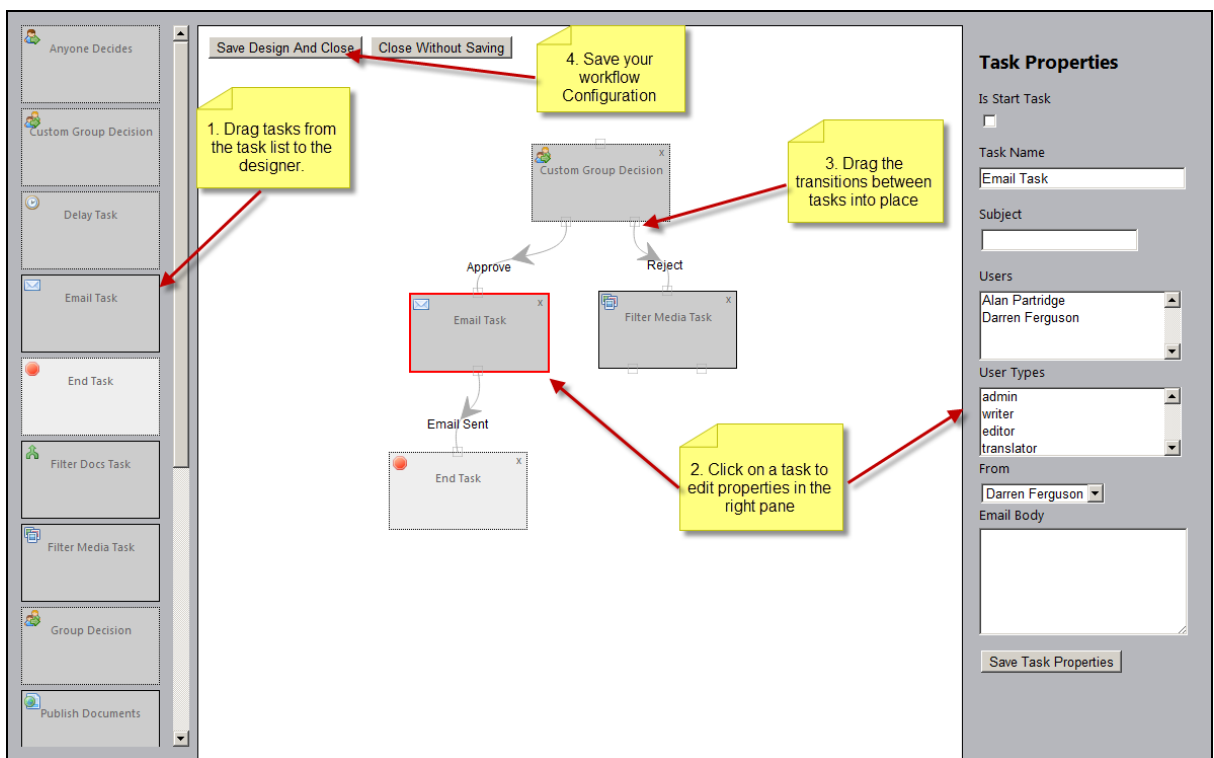 Anyone Decides
Custom Group Decision
Delay Task
Email Task
End Task
Filter Docs Task
Filter Media Task
Group Decision
Publish Documents
Save Design And Close
Close Without Saving
4. Save your
workflow
Configuration
1. Drag tasks from
the task list to the
designer.
x
Custom Group Decision
3. Drag the
transitions between
tasks into place
Approve
Reject
x
Email Task
x
Filter Media Task
Email Sent
x
End Task
2. Click on a task to
edit properties in the
right pane
Task Properties
Is Start Task
Task Name
Email Task
Subject
Users
Alan Partridge
Darren Ferguson
User Types
admin
writer
editor
translator
From
Darren Ferguson
Email Body
Save Task Properties